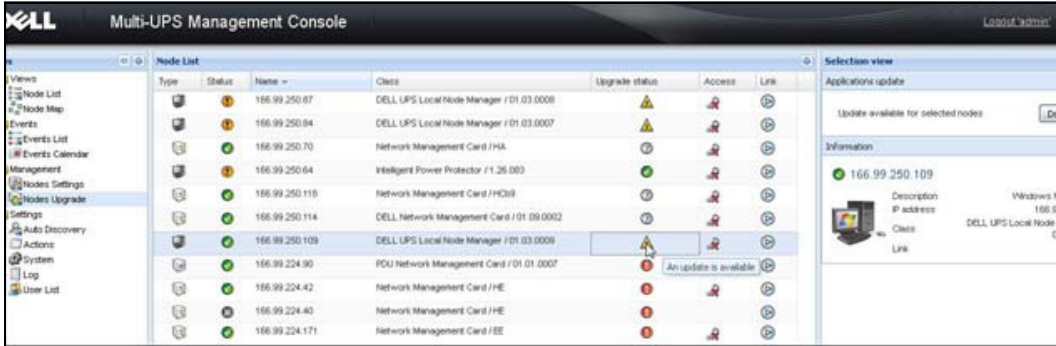 DELL Multi-UPS Management Console Logout 'admin'
Views
Node List
Node Map
Events
Events List
Events Calendar
Management
Nodes Settings
Nodes Upgrade
Settings
Auto Discovery
Actions
System
Log
User List
Node List
Type Status Name Class Upgrade status Access Link
166.99.250.87 DELL UPS Local Node Manager / 01.03.0008
166.99.250.84 DELL UPS Local Node Manager / 01.03.0007
166.99.250.70 Network Management Card / HA
166.99.250.64 Intelligent Power Protector / 1.26.083
166.99.250.118 Network Management Card / HCb9
166.99.250.114 DELL Network Management Card / 01.09.0002
166.99.250.109 DELL UPS Local Node Manager / 01.03.0009
166.99.224.90 PDU Network Management Card / 01.01.0007
An update is available
166.99.224.42 Network Management Card / HE
166.99.224.40 Network Management Card / HE
166.99.224.171 Network Management Card / EE
Selection view
Applications update
Update available for selected nodes
Information
166.99.250.109
Description Windows
IP address 166.9
Class DELL UPS Local Node
Link